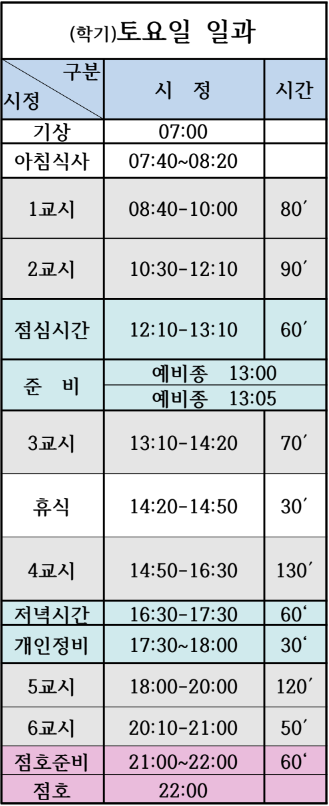 (학기)토요일 일과
구분
시정 시 정 시간
기상 07:00
아침식사 07:40~08:20
1교시 08:40-10:00 80′
2교시 10:30-12:10 90′
점심시간 12:10-13:10 60′
준 비 예비종 13:00
예비종 13:05
3교시 13:10-14:20 70′
휴식 14:20-14:50 30′
4교시 14:50-16:30 130′
저녁시간 16:30-17:30 60‘
개인정비 17:30~18:00 30‘
5교시 18:00-20:00 120′
6교시 20:10-21:00 50′
점호준비 21:00~22:00 60‘
점호 22:00